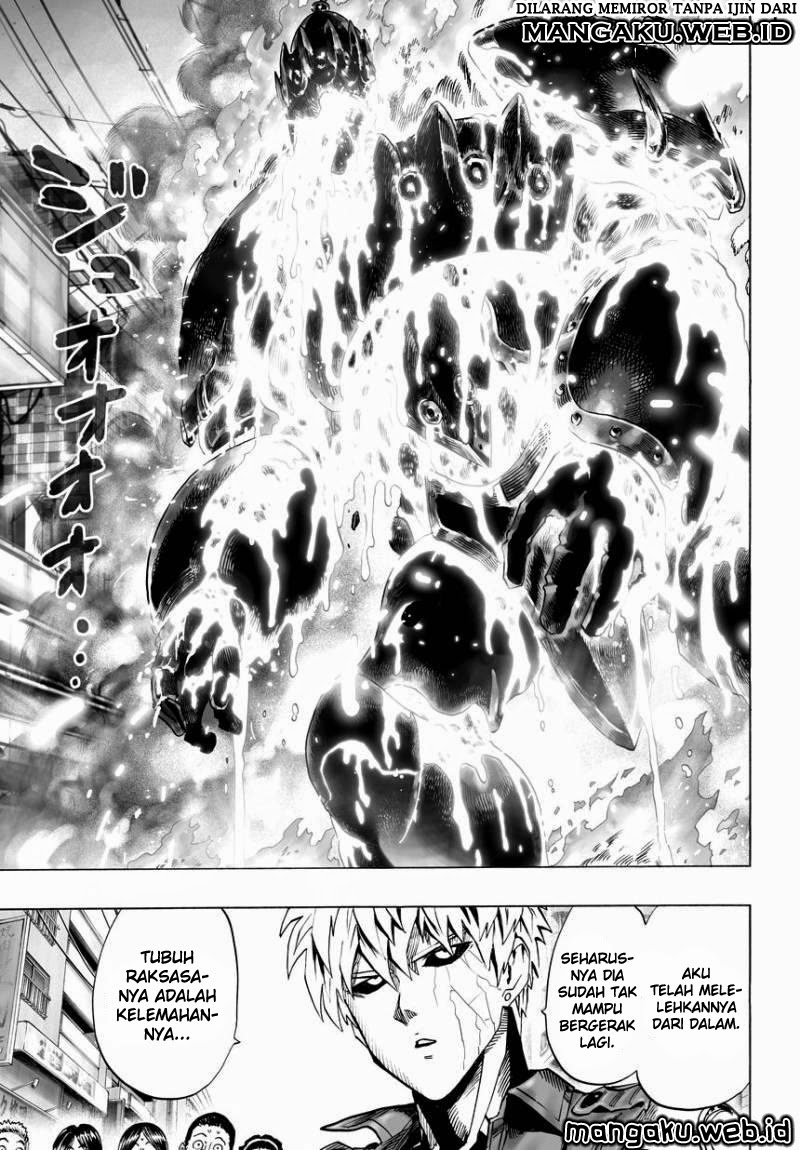 DILARANG MEMIROR TANPA IJIN DARI
MANGAKU.WEB.ID
ジュオオオオオ...
AKU
TELAH MELE-
LEHKANNYA
DARI DALAM.
SEHARUS-
NYA DIA
SUDAH TAK
MAMPU
BERGERAK
LAGI.
TUBUH
RAKSASA-
NYA ADALAH
KELEMAHAN-
NYA...
mangaku.web.id